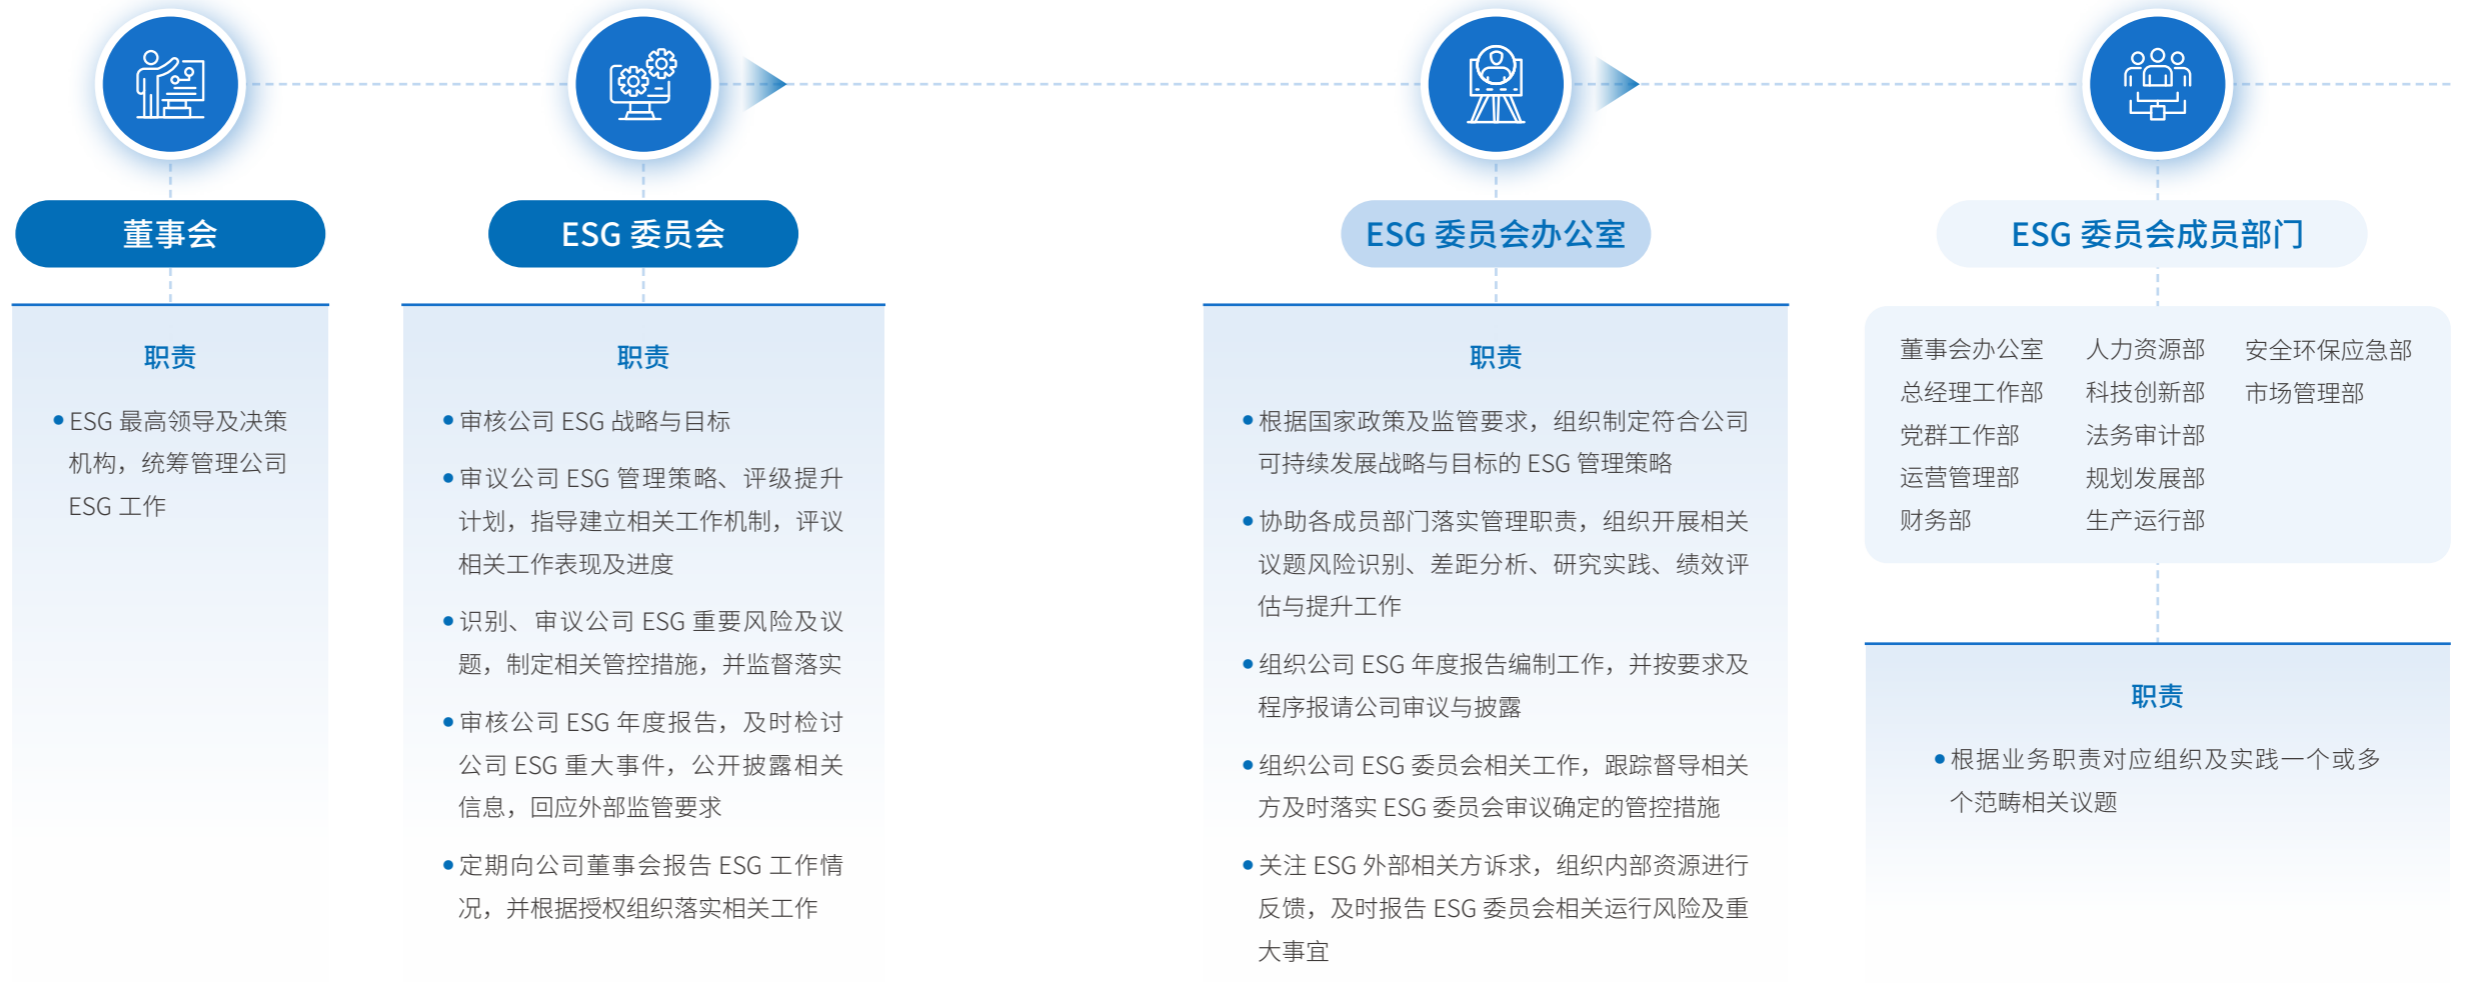 董事会
职责
ESG 最高领导及决策
机构，统筹管理公司
ESG 工作
ESG 委员会
职责
审核公司 ESG 战略与目标
审议公司 ESG 管理策略、评级提升
计划，指导建立相关工作机制，评议
相关工作表现及进度
识别、审议公司 ESG 重要风险及议
题，制定相关管控措施，并监督落实
审核公司 ESG 年度报告，及时检讨
公司 ESG 重大事件，公开披露相关
信息，回应外部监管要求
定期向公司董事会报告 ESG 工作情
况，并根据授权组织落实相关工作
ESG 委员会办公室
职责
根据国家政策及监管要求，组织制定符合公司
可持续发展战略与目标的 ESG 管理策略
协助各成员部门落实管理职责，组织开展相关
议题风险识别、差距分析、研究实践、绩效评
估与提升工作
组织公司 ESG 年度报告编制工作，并按要求及
程序报请公司审议与披露
组织公司 ESG 委员会相关工作，跟踪督导相关
方及时落实 ESG 委员会审议确定的管控措施
关注 ESG 外部相关方诉求，组织内部资源进行
反馈，及时报告 ESG 委员会相关运行风险及重
大事宜
ESG 委员会成员部门
董事会办公室
总经理工作部
党群工作部
运营管理部
财务部
人力资源部
科技创新部
法务审计部
规划发展部
生产运行部
安全环保应急部
市场管理部
职责
根据业务职责对应组织及实践一个或多
个范畴相关议题